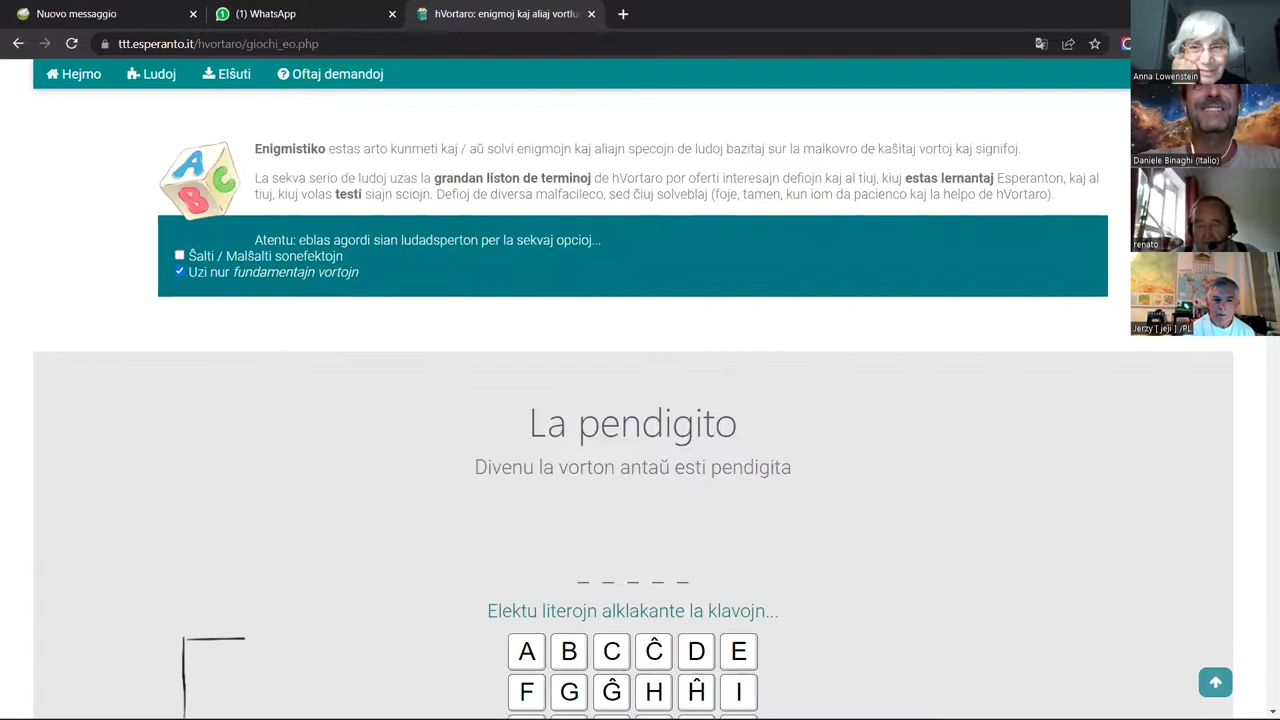 Nuovo messaggio
(1) WhatsApp
hVortaro: enigmoj kaj aliaj vortlu
ttt.esperanto.it/hvortaro/giochi_eo.php
Hejmo Ludoj Elŝuti Oftaj demandoj
Enigmistiko estas arto kunmeti kaj / aŭ solvi enigmojn kaj aliajn specojn de ludoj bazitaj sur la malkovro de kaŝitaj vortoj kaj signifoj.
La sekva serio de ludoj uzas la grandan liston de terminoj de hVortaro por oferti interesajn defiojn kaj al tiuj, kiuj estas lernantaj Esperanton, kaj al
tiuj, kiuj volas testi siajn sciojn. Defioj de diversa malfacileco, sed ĉiuj solveblaj (foje, tamen, kun iom da pacienco kaj la helpo de hVortaro).
Atentu: eblas agordi sian ludadsperton per la sekvaj opcioj...
Ŝalti / Malŝalti sonefektojn
Uzi nur fundamentajn vortojn
La pendigito
Divenu la vorton antaŭ esti pendigita
_ _ _ _ _
Elektu literojn alklakante la klavojn...
A B C Ĉ D E
F G Ĝ H Ĥ I
A B C
Anna Lowenstein
Daniele Binaghi (Italio)
renato
Jerzy [ jeji ] /PL